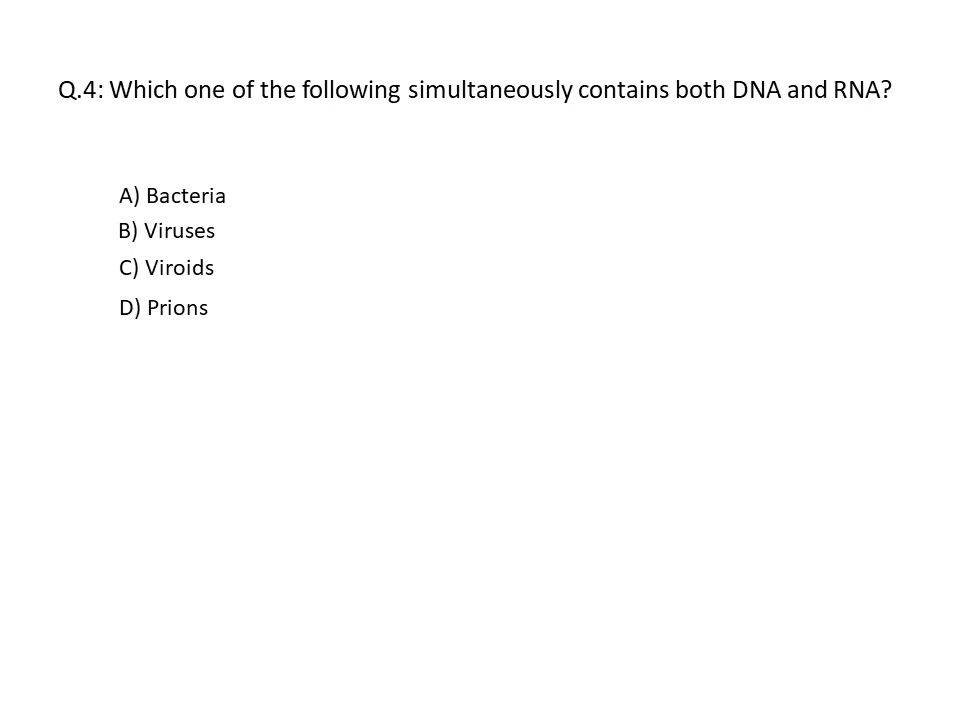 Q.4: Which one of the following simultaneously contains both DNA and RNA?
A) Bacteria
B) Viruses
C) Viroids
D) Prions